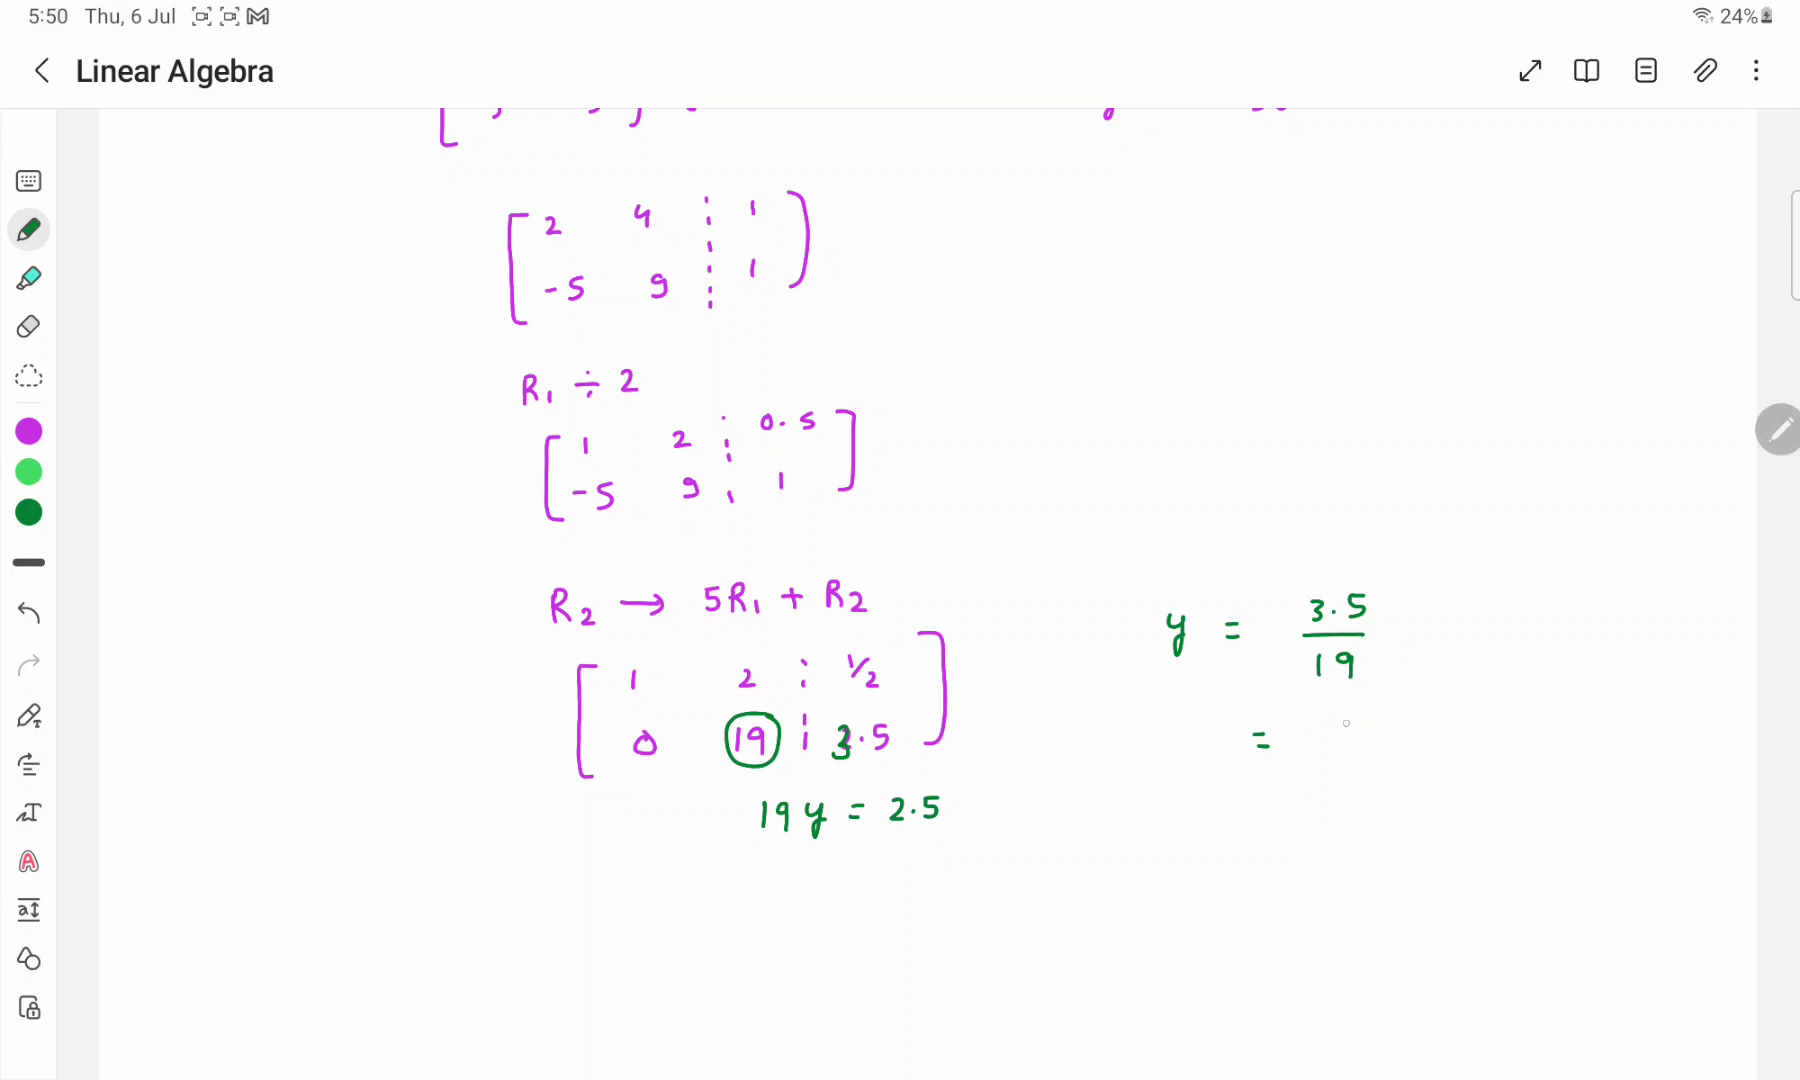 5:50 Thu, 6 Jul 24%
Linear Algebra
2 4 1
-5 9 1
R₁ ÷ 2
1 2 0.5
-5 9 1
R₂ → 5R₁ + R₂
1 2 1/2
0 19 3.5
19y = 2.5
y = 3.5/19
=